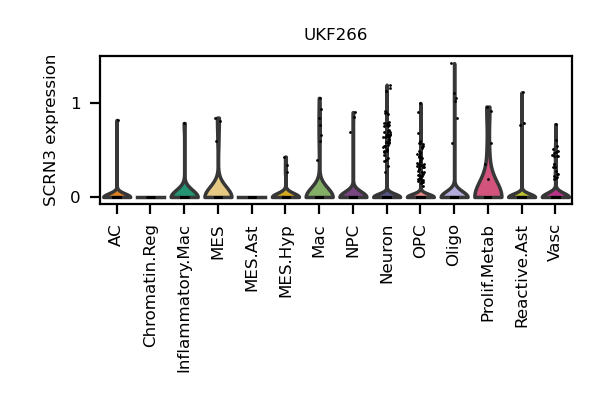 UKF266
SCRN3 expression
1
0
AC
Chromatin.Reg
Inflammatory.Mac
MES
MES.Ast
MES.Hyp
Mac
NPC
Neuron
OPC
Oligo
Prolif.Metab
Reactive.Ast
Vasc